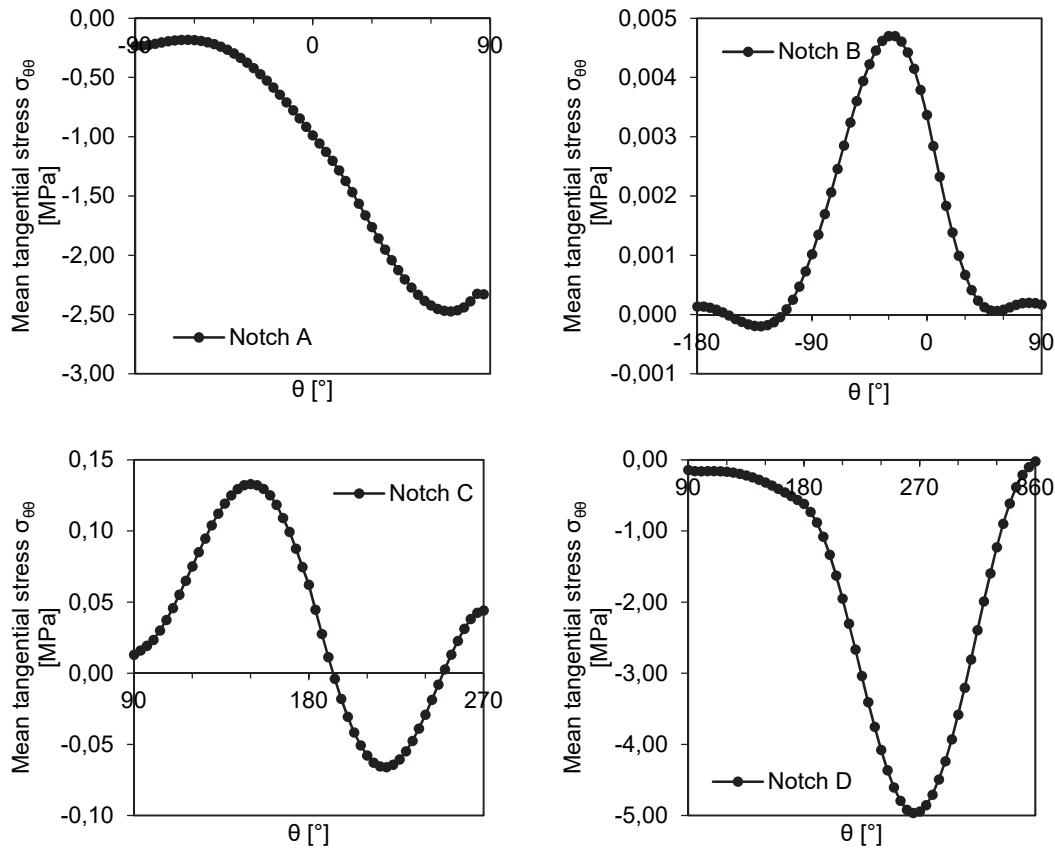 Mean tangential stress σθθ
[MPa]
0,00
-0,50
-1,00
-1,50
-2,00
-2,50
-3,00
-90
0
90
Notch A
θ [°]
Mean tangential stress σθθ
[MPa]
0,005
0,004
0,003
0,002
0,001
0,000
-0,001
-180
-90
0
90
Notch B
θ [°]
Mean tangential stress σθθ
[MPa]
0,15
0,10
0,05
0,00
-0,05
-0,10
90
180
270
Notch C
θ [°]
Mean tangential stress σθθ
[MPa]
0,00
-1,00
-2,00
-3,00
-4,00
-5,00
90
180
270
360
Notch D
θ [°]